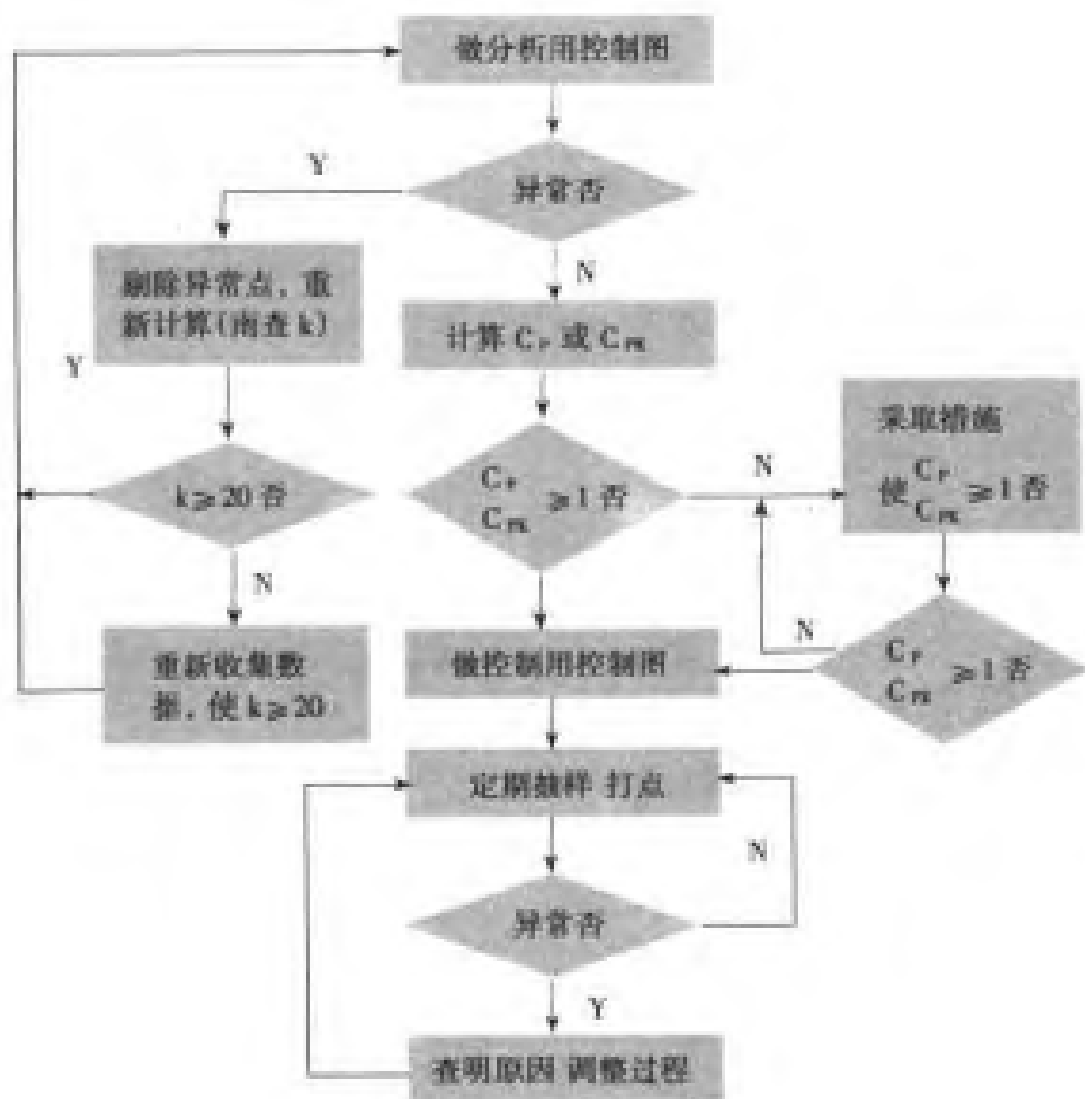 做分析用控制图
Y
异常否
N
剔除异常点，重
新计算(需查k)
计算 CP 或 CPK
Y
采取措施
使 CP CPK ≥1 否
N
k≥20 否
CP
CPK ≥1 否
N
N
重新收集数
据，使 k≥20
做控制用控制图
CP
CPK ≥1 否
定期抽样 打点
N
异常否
Y
查明原因 调整过程